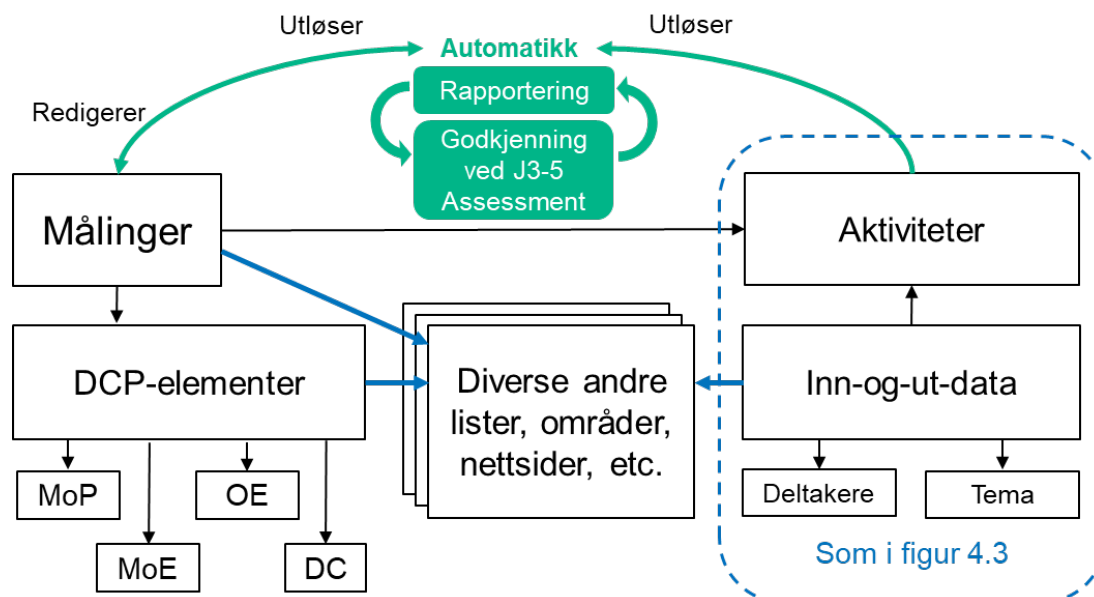 Utløser
Utløser
Automatikk
Rapportering
Redigerer
Godkjenning
ved J3-5
Assessment
Målinger
Aktiviteter
DCP-elementer
Diverse andre
lister, områder,
nettsider, etc.
Inn-og-ut-data
MoP
OE
Deltakere
Tema
MoE
DC
Som i figur 4.3